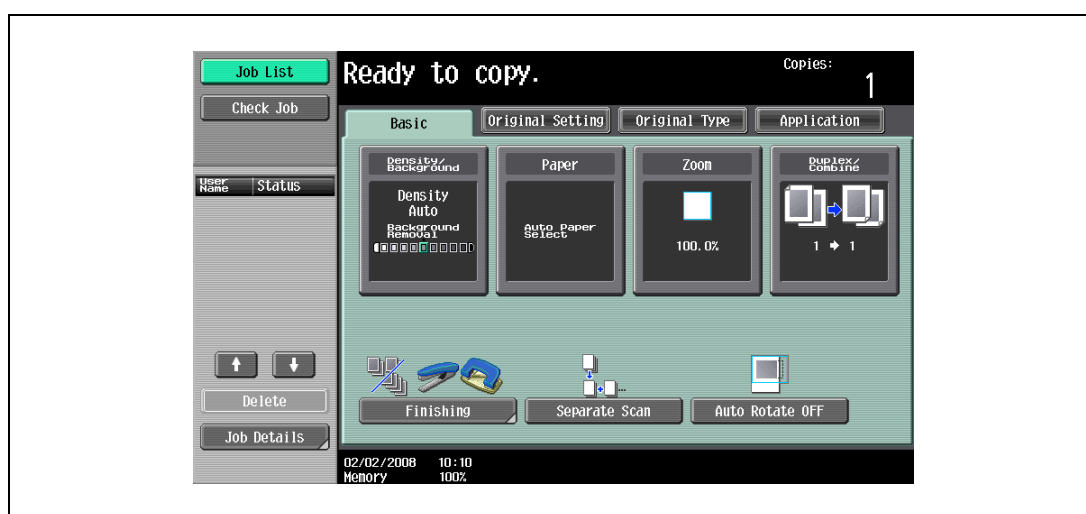 Job List
Check Job
User
Name
Status
Delete
Job Details
Ready to copy.
Copies:
1
Basic
Original Setting
Original Type
Application
Density/
Background
Density
Auto
Background
Removal
Paper
Auto Paper
Select
Zoom
100.0%
Duplex/
Combine
1 → 1
Finishing
Separate Scan
Auto Rotate OFF
02/02/2008 10:10
Memory 100%